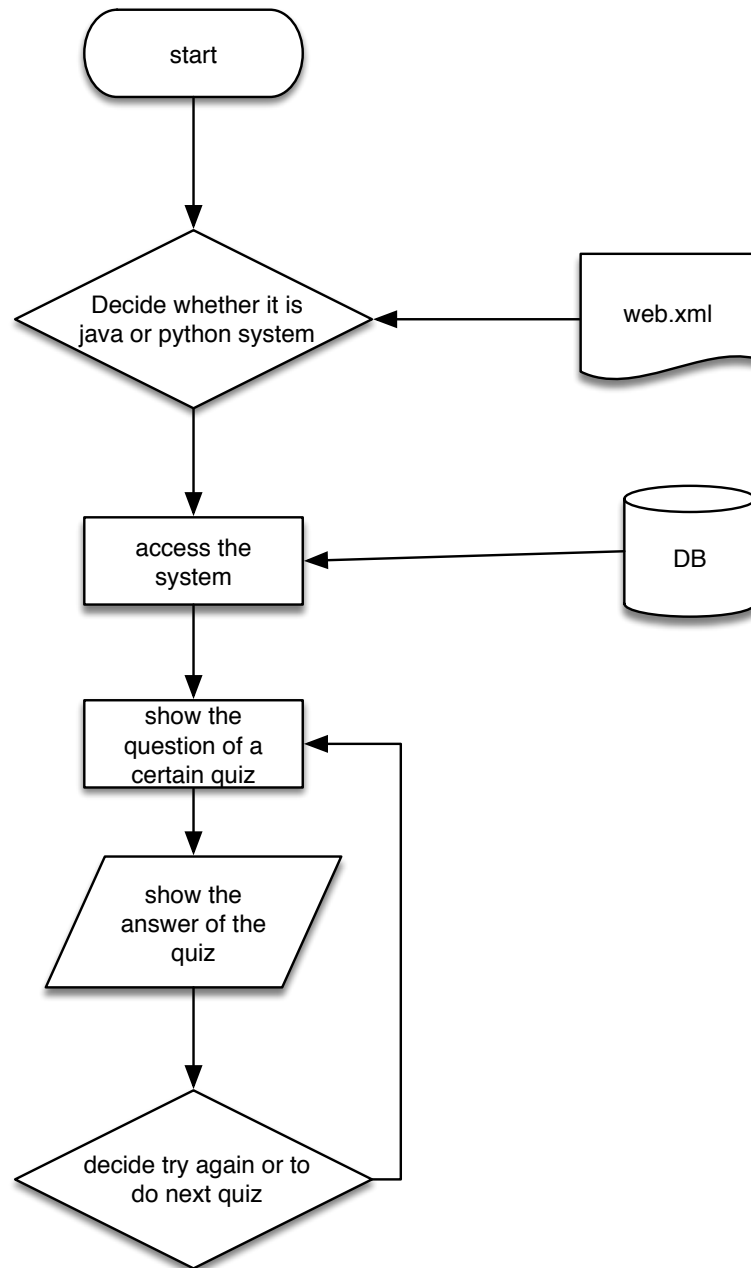 start
Decide whether it is
java or python system
web.xml
access the
system
DB
show the
question of a
certain quiz
show the
answer of the
quiz
decide try again or to
do next quiz